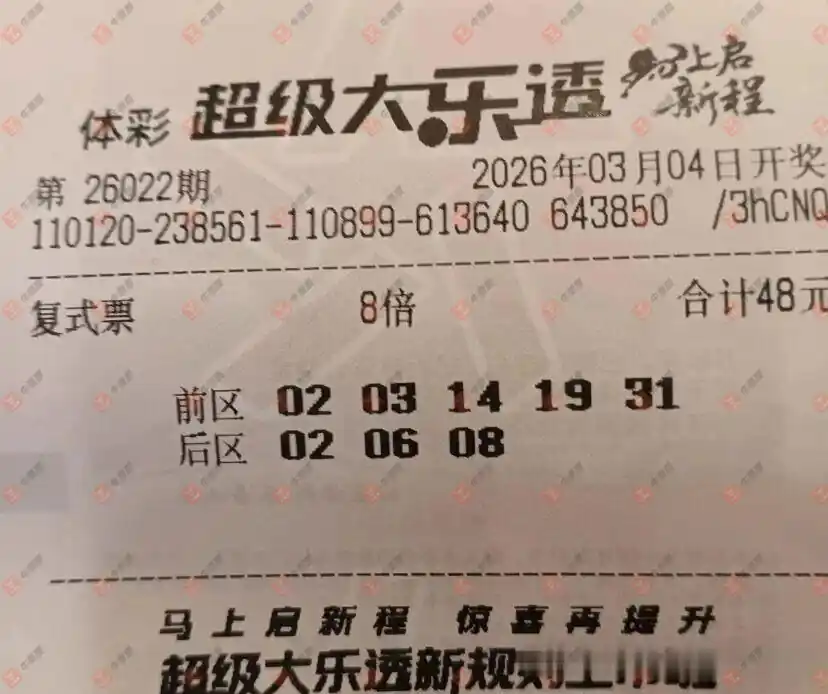 体彩 超级大乐透 马上启
新程
第 26022期 2026年03月04日开奖
110120-238561-110899-613640 643850 /3hCNQ
复式票 8倍 合计48元
前区 02 03 14 19 31
后区 02 06 08
马上启新程 惊喜再提升
超级大乐透新规则上市啦